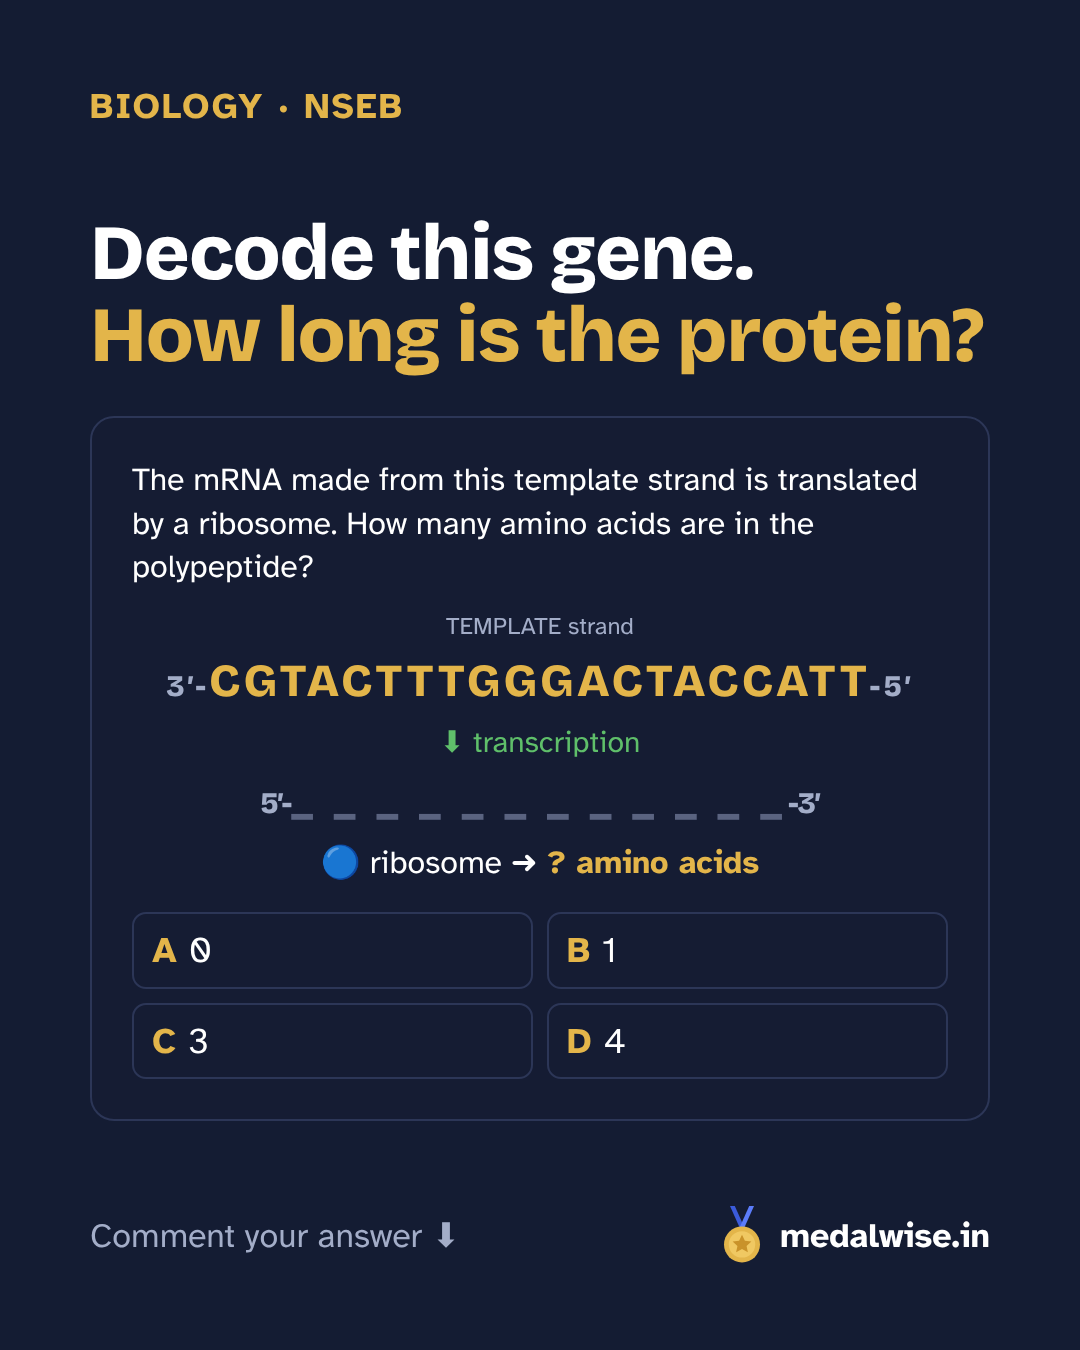 BIOLOGY · NSEB
Decode this gene.
How long is the protein?
The mRNA made from this template strand is translated
by a ribosome. How many amino acids are in the
polypeptide?
TEMPLATE strand
3′-CGTACTTTGGGACTACCATT-5′
⬇ transcription
5′-_ _ _ _ _ _ _ _ _ _ _ _-3′
🔵 ribosome ➜ ? amino acids
A 0
B 1
C 3
D 4
Comment your answer ⬇
medalwise.in